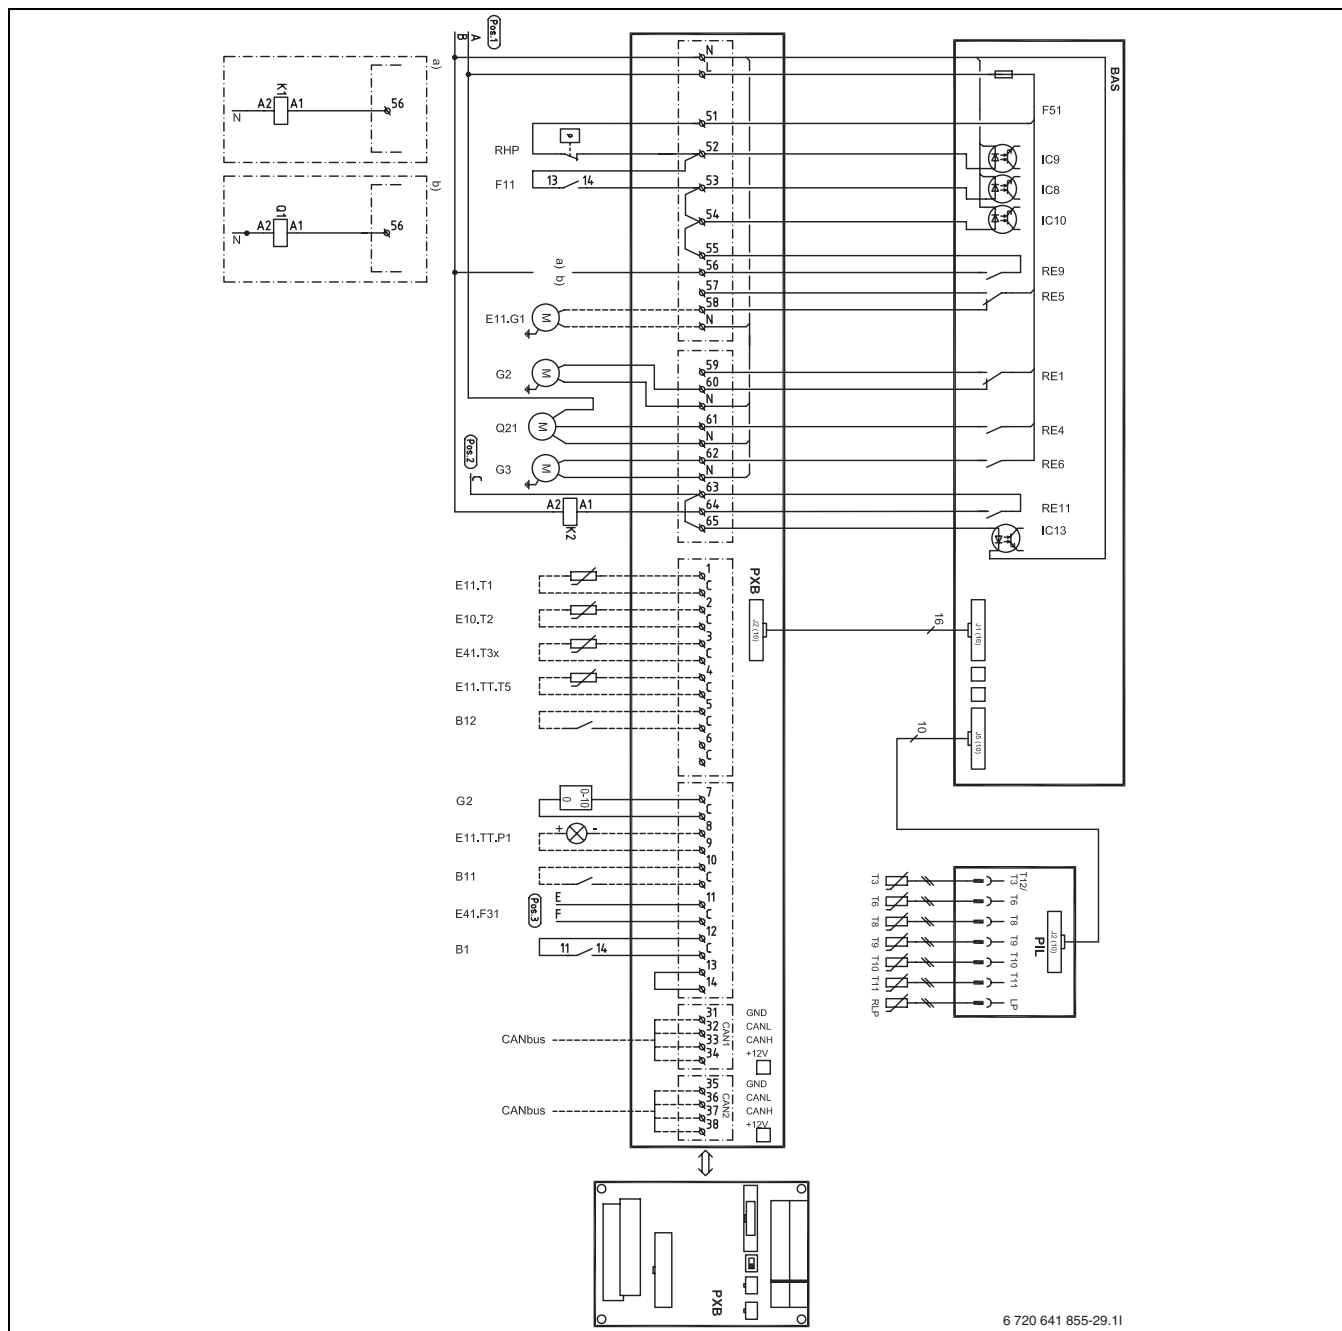 Pos.1
A
B
a)
K1
A2 A1
N
56
b)
Q1
A2 A1
N
56
N
L
BAS
51
F51
RHP
P
52
IC9
F11
13 14
53
IC8
54
IC10
55
a) b)
56
RE9
57
RE5
58
E11.G1
M
N
59
RE1
G2
M
60
N
61
RE4
Q21
M
N
Pos.2
C
62
RE6
G3
M
N
63
A2 A1
K2
64
RE11
65
IC13
PXB
J2 (16)
16
J1 (16)
1
E11.T1
C
2
E10.T2
C
3
E41.T3x
C
4
E11.TT.T5
C
5
B12
C
6
C
10
J5 (10)
7
G2
0-10
0
C
8
E11.TT.P1
+ -
9
10
B11
C
11
E41.F31
Pos.3
E
F
C
12
B1
11 14
C
13
14
T3
T12/
T3
T6
T6
T8
T8
T9
T9
T10
T10
T11
T11
RLP
LP
J2 (10)
PIL
31 GND
32 CANL
33 CANH
34 +12V
CAN1
CANbus
35 GND
36 CANL
37 CANH
38 +12V
CAN2
CANbus
PXB
6 720 641 855-29.1I